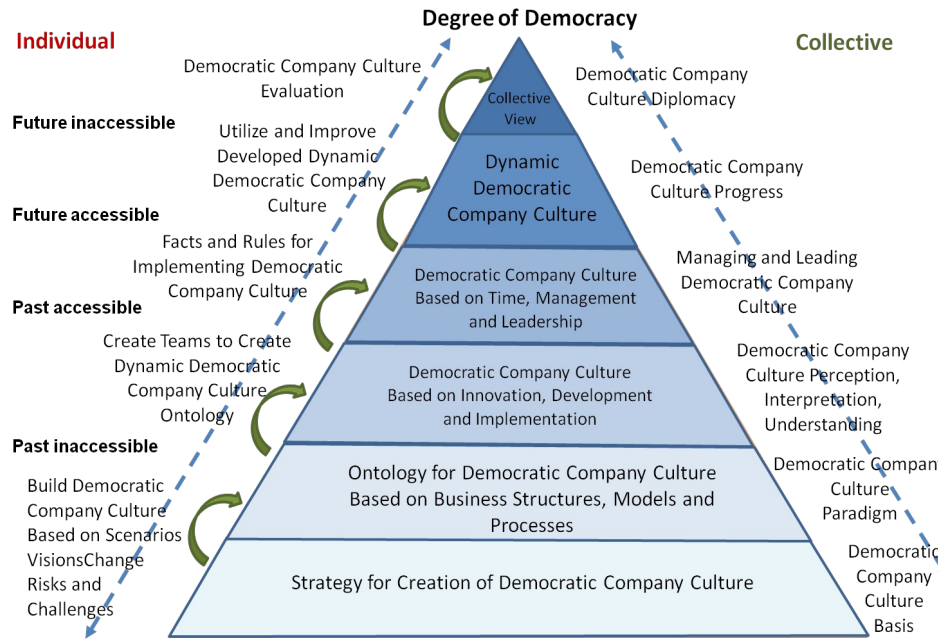 Degree of Democracy
Individual
Collective
Democratic Company Culture
Evaluation
Future inaccessible
Utilize and Improve
Developed Dynamic
Democratic Company
Culture
Future accessible
Facts and Rules for
Implementing Democratic
Company Culture
Past accessible
Create Teams to Create
Dynamic Democratic
Company Culture
Ontology
Past inaccessible
Build Democratic
Company Culture
Based on Scenarios
VisionsChange
Risks and
Challenges
Collective
View
Dynamic
Democratic
Company Culture
Democratic Company Culture
Based on Time, Management
and Leadership
Democratic Company Culture
Based on Innovation, Development
and Implementation
Ontology for Democratic Company Culture
Based on Business Structures, Models and
Processes
Strategy for Creation of Democratic Company Culture
Democratic Company
Culture Diplomacy
Democratic Company
Culture Progress
Managing and Leading
Democratic Company
Culture
Democratic Company
Culture Perception,
Interpretation,
Understanding
Democratic Company
Culture
Paradigm
Democratic
Company
Culture
Basis